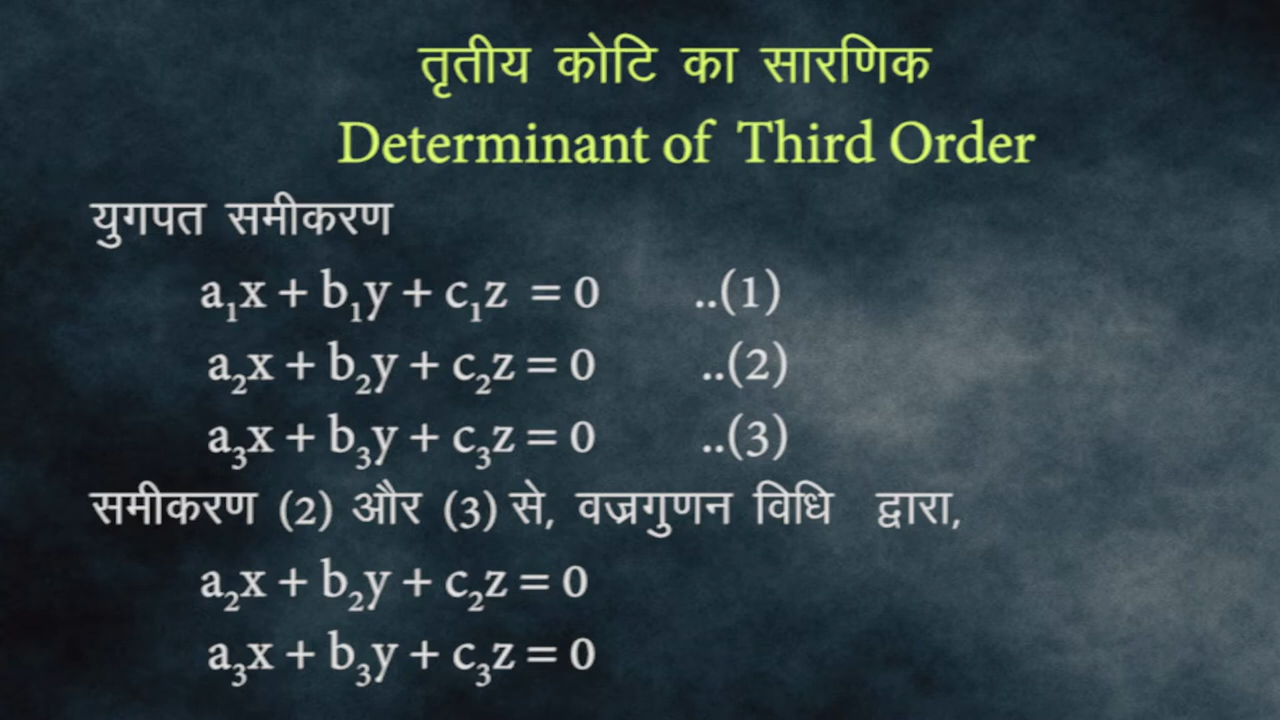 तृतीय कोटि का सारणिक
Determinant of Third Order
युगपत समीकरण
a₁x + b₁y + c₁z = 0 ..(1)
a₂x + b₂y + c₂z = 0 ..(2)
a₃x + b₃y + c₃z = 0 ..(3)
समीकरण (2) और (3) से, वज्रगुणन विधि द्वारा,
a₂x + b₂y + c₂z = 0
a₃x + b₃y + c₃z = 0